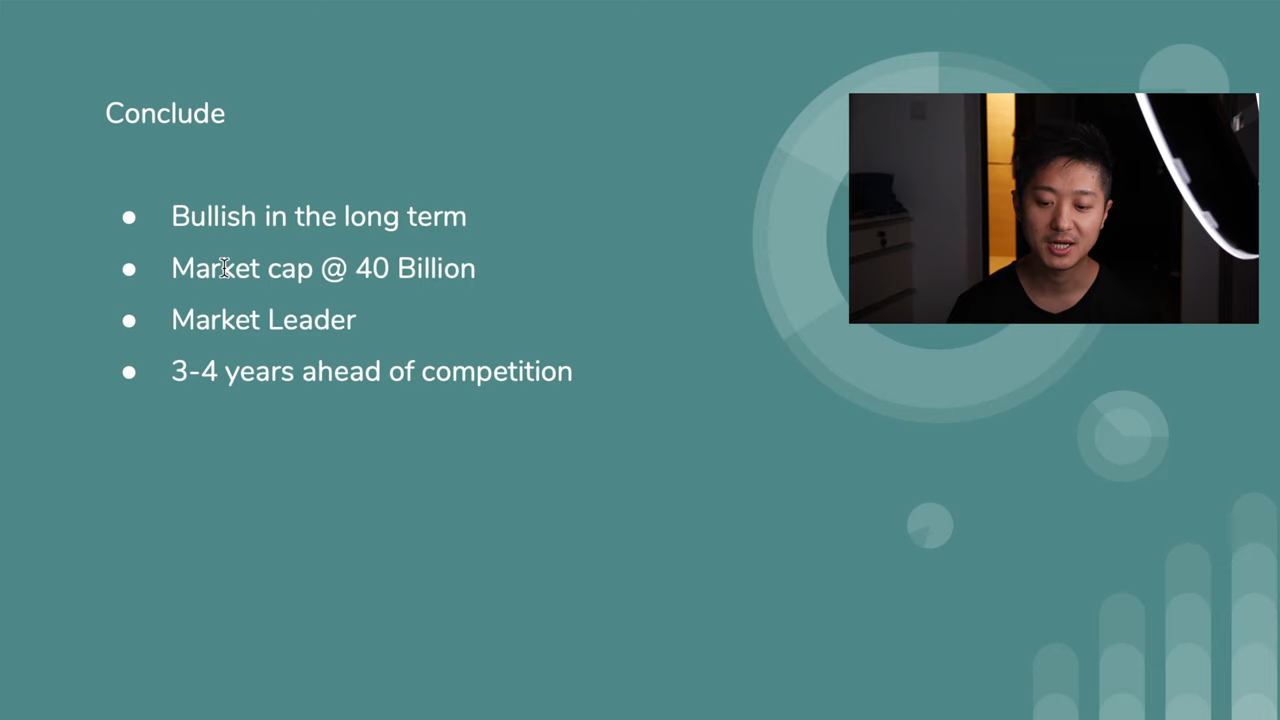 Conclude
● Bullish in the long term
● Market cap @ 40 Billion
● Market Leader
● 3-4 years ahead of competition